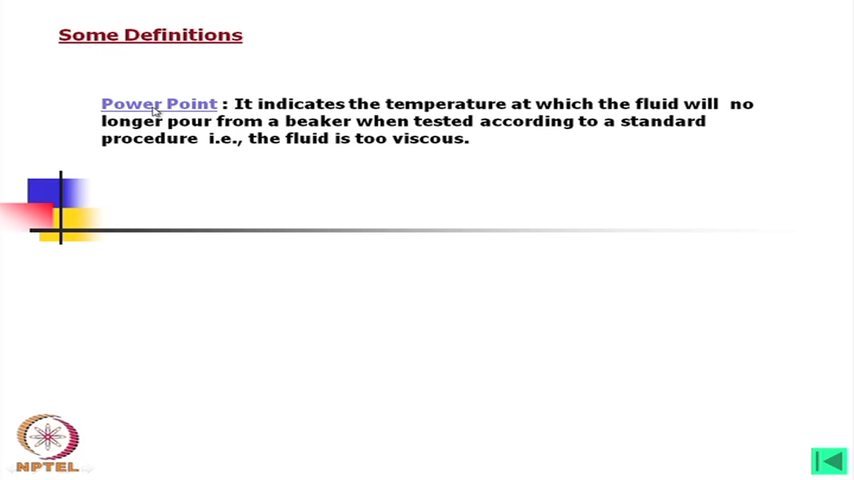 Some Definitions
Power Point : It indicates the temperature at which the fluid will no
longer pour from a beaker when tested according to a standard
procedure i.e., the fluid is too viscous.
NPTEL